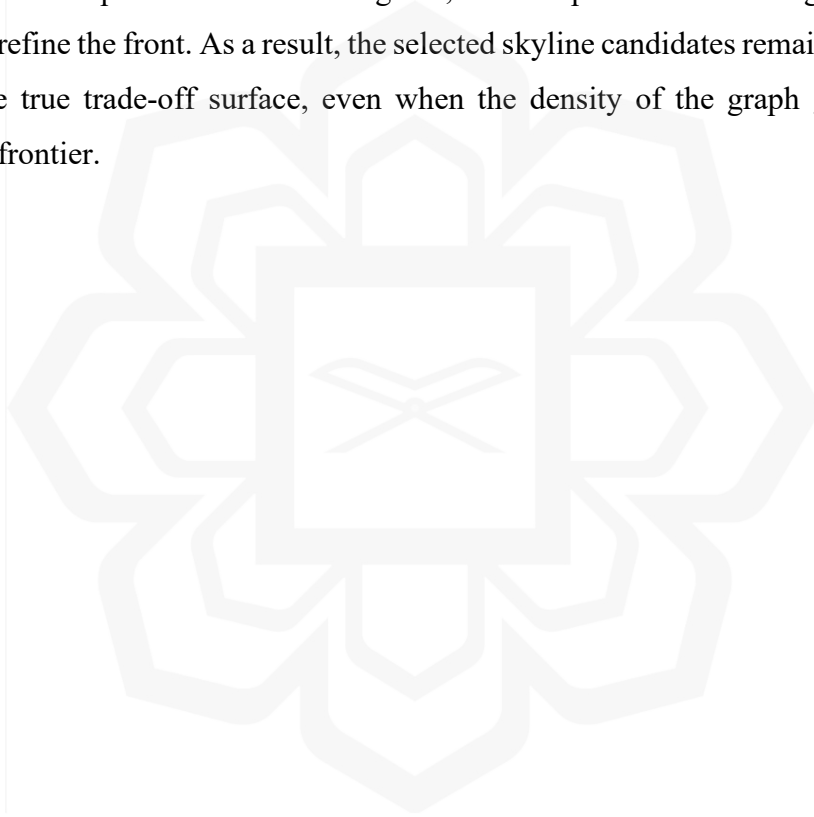 refine the front. As a result, the selected skyline candidates remai
e true trade-off surface, even when the density of the graph
frontier.